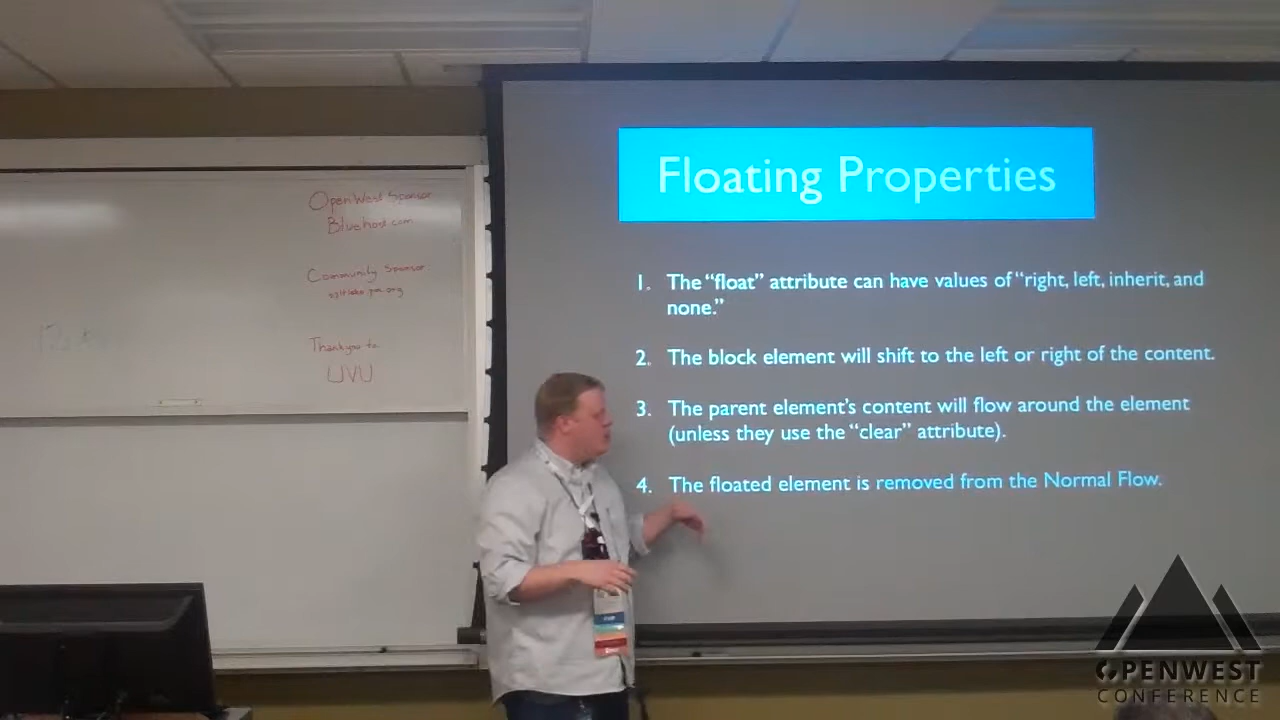 OpenWest Sponsor
Bluehost.com
Community Sponsor
Thank you to
UVU
Floating Properties
1. The “float” attribute can have values of “right, left, inherit, and
none.”
2. The block element will shift to the left or right of the content.
3. The parent element’s content will flow around the element
(unless they use the “clear” attribute).
4. The floated element is removed from the Normal Flow.
OPENWEST
CONFERENCE